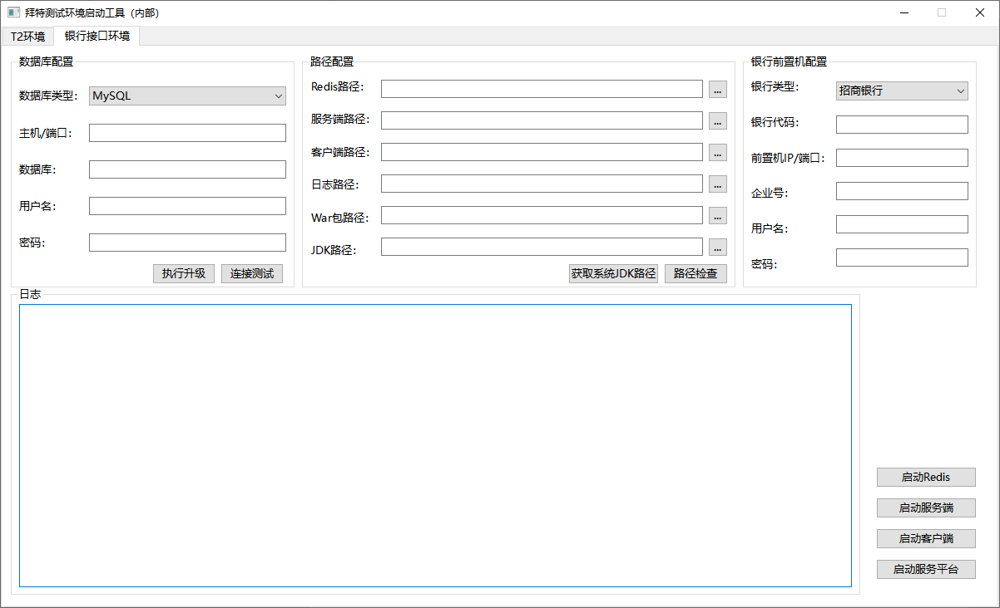 拜特测试环境启动工具（内部）
T2环境
银行接口环境
数据库配置
数据库类型：
MySQL
主机/端口：
数据库：
用户名：
密码：
执行升级
连接测试
路径配置
Redis路径：
...
服务端路径：
...
客户端路径：
...
日志路径：
...
War包路径：
...
JDK路径：
...
获取系统JDK路径
路径检查
银行前置机配置
银行类型：
招商银行
银行代码：
前置机IP/端口：
企业号：
用户名：
密码：
日志
启动Redis
启动服务端
启动客户端
启动服务平台